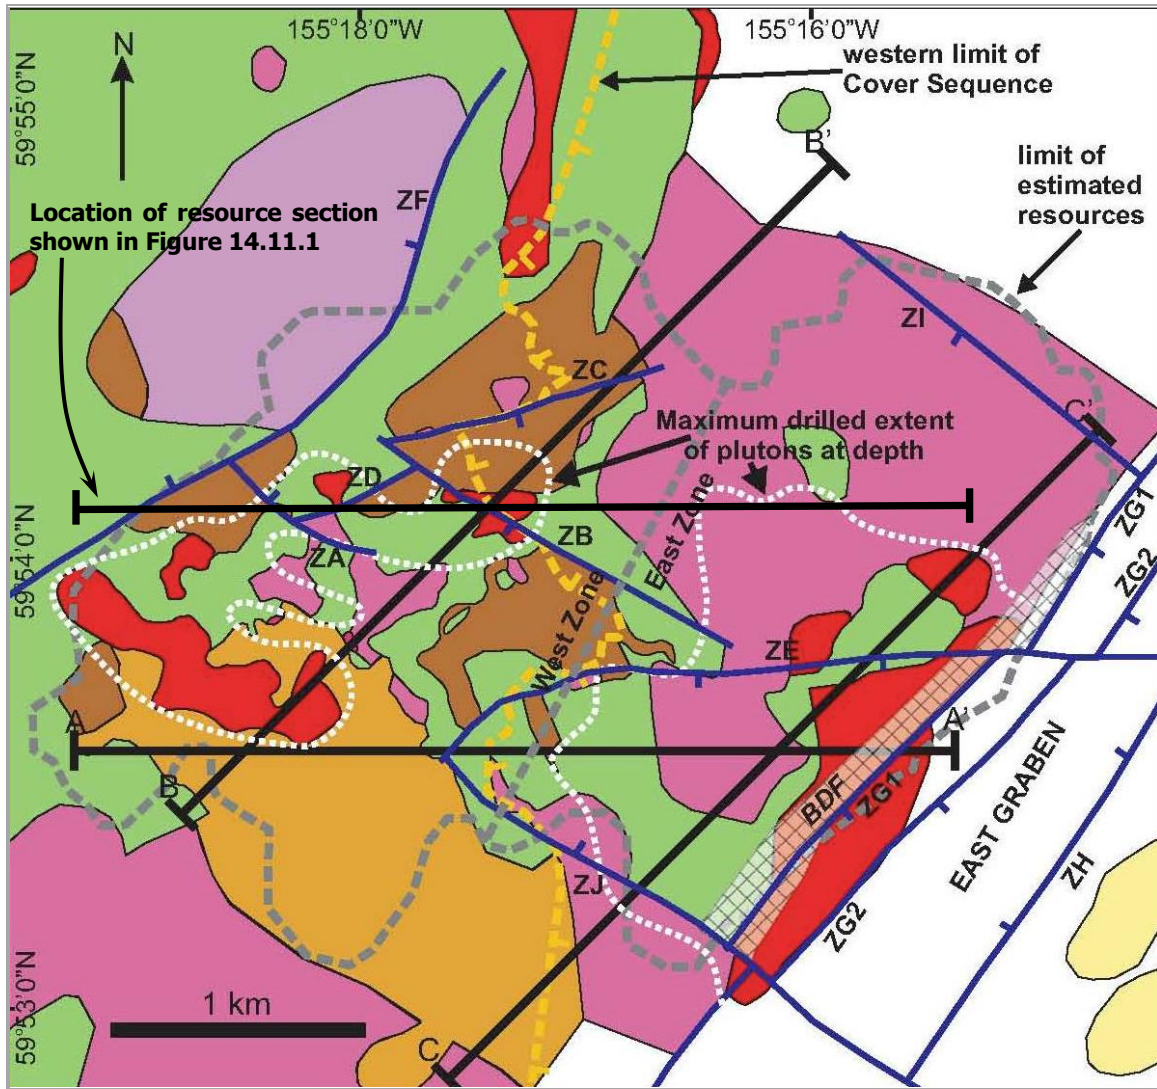 155°18'0"W
155°16'0"W
N
59°55'0"N
western limit of
Cover Sequence
B'
limit of
estimated
resources
Location of resource section
shown in Figure 14.11.1
ZF
ZI
ZC
C'
Maximum drilled extent
of plutons at depth
ZD
ZG1
ZG2
ZB
East Zone
ZA
59°54'0"N
West Zone
ZE
A
A'
B
BDF
ZG1
EAST GRABEN
ZH
ZJ
ZG2
1 km
59°53'0"N
C